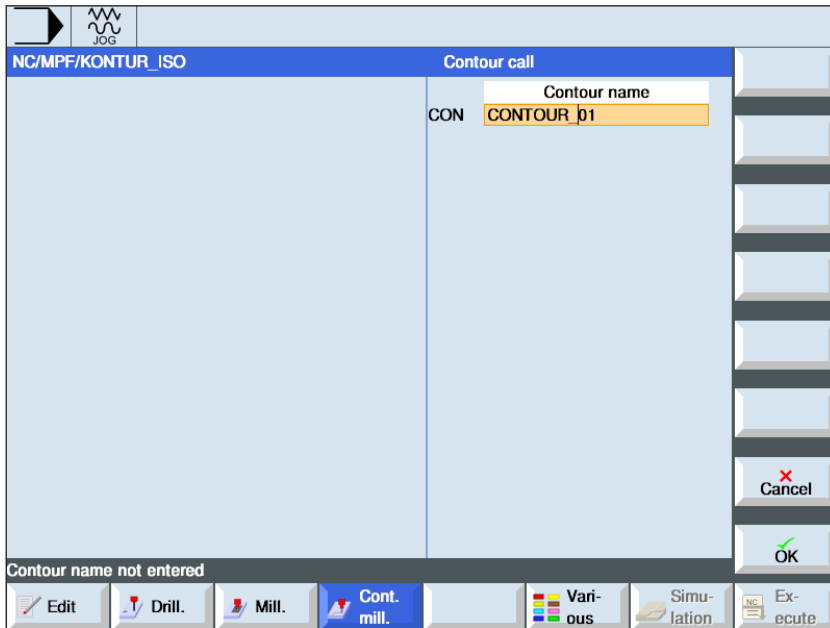 JOG
NC/MPF/KONTUR_ISO
Contour call
Contour name
CON CONTOUR_01
Cancel
OK
Contour name not entered
Edit
Drill.
Mill.
Cont.
mill.
Vari-
ous
Simu-
lation
NC
Ex-
ecute